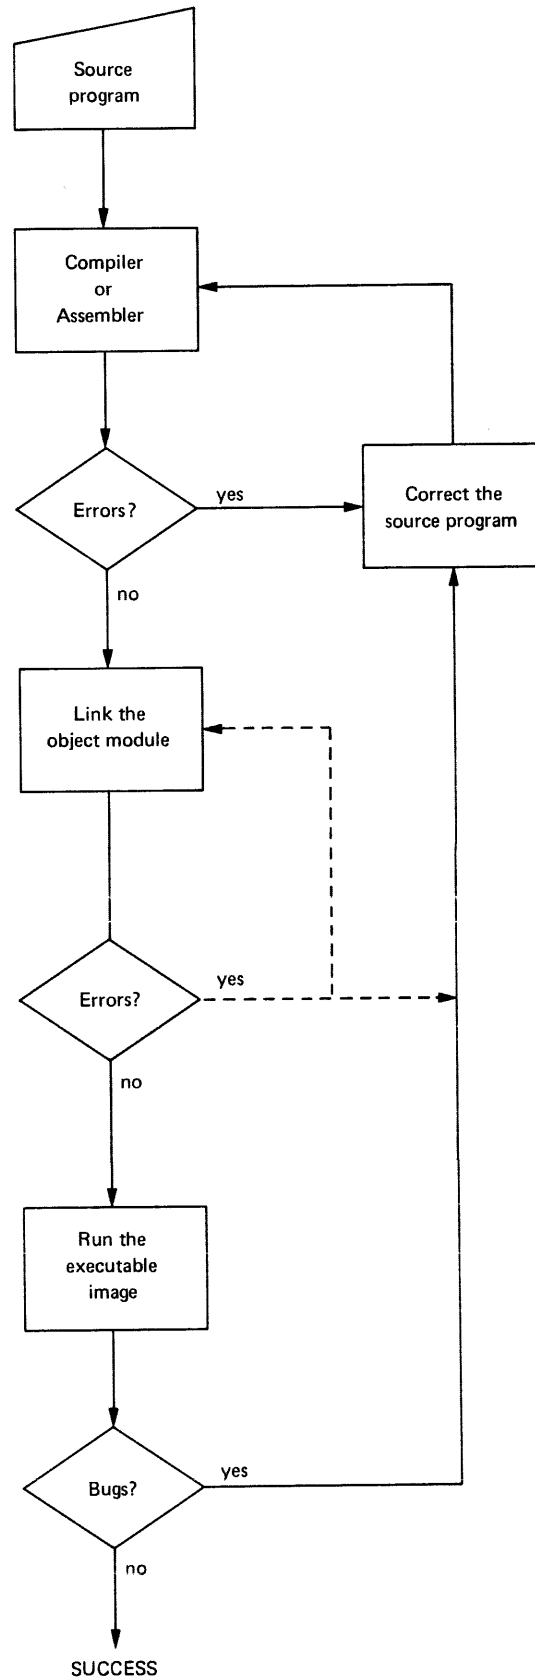 Source
program
Compiler
or
Assembler
Errors?
yes
Correct the
source program
no
Link the
object module
Errors?
yes
no
Run the
executable
image
Bugs?
yes
no
SUCCESS